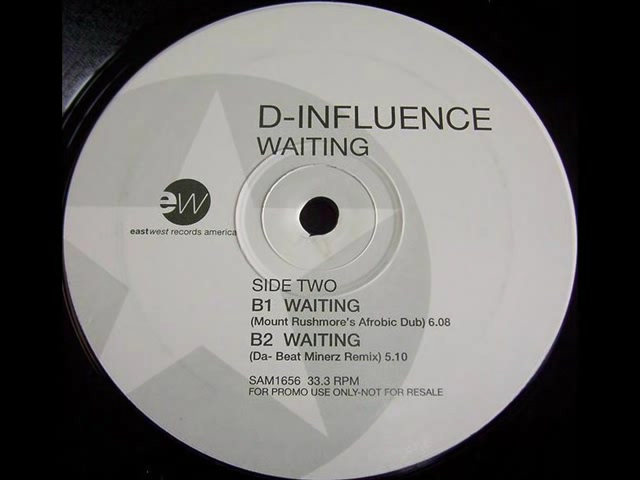 D-INFLUENCE
WAITING
ew
eastwest records america
SIDE TWO
B1 WAITING
(Mount Rushmore's Afrobic Dub) 6.08
B2 WAITING
(Da- Beat Minerz Remix) 5.10
SAM1656 33.3 RPM
FOR PROMO USE ONLY-NOT FOR RESALE